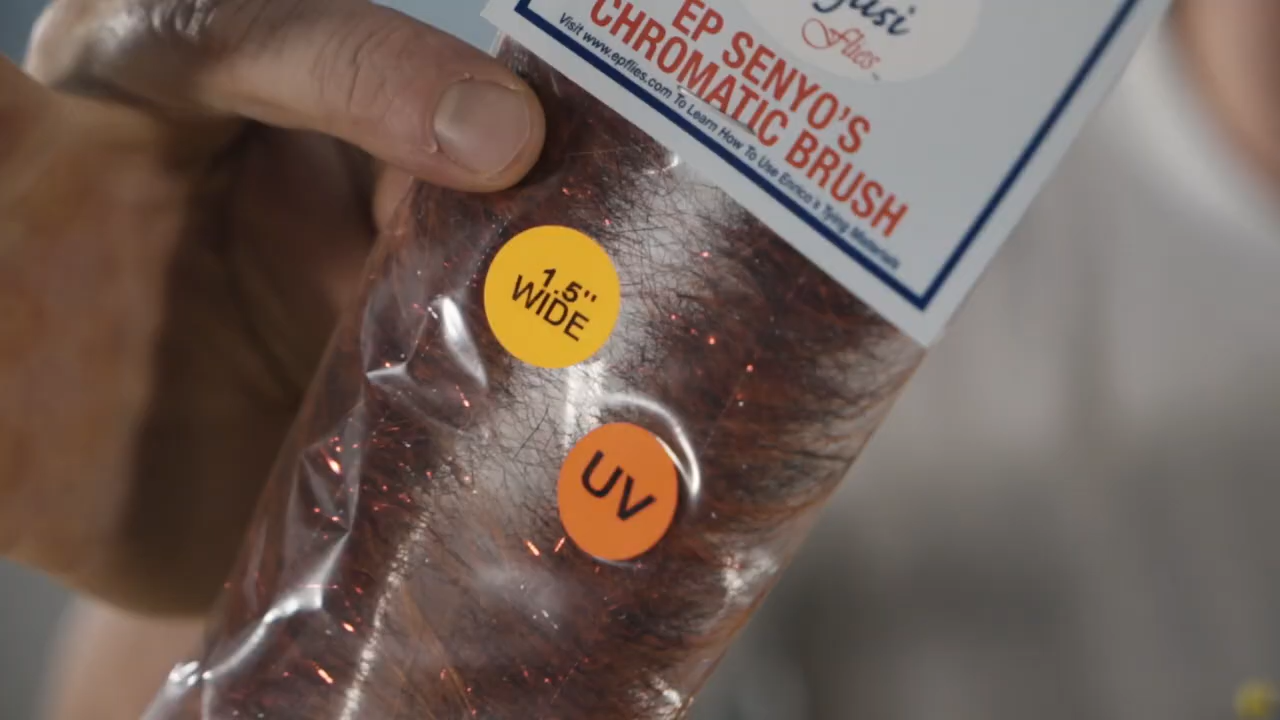 Flies
EP SENYO'S
CHROMATIC BRUSH
Visit www.epflies.com To Learn How To Use Enrico's Tying Materials
1.5"
WIDE
UV